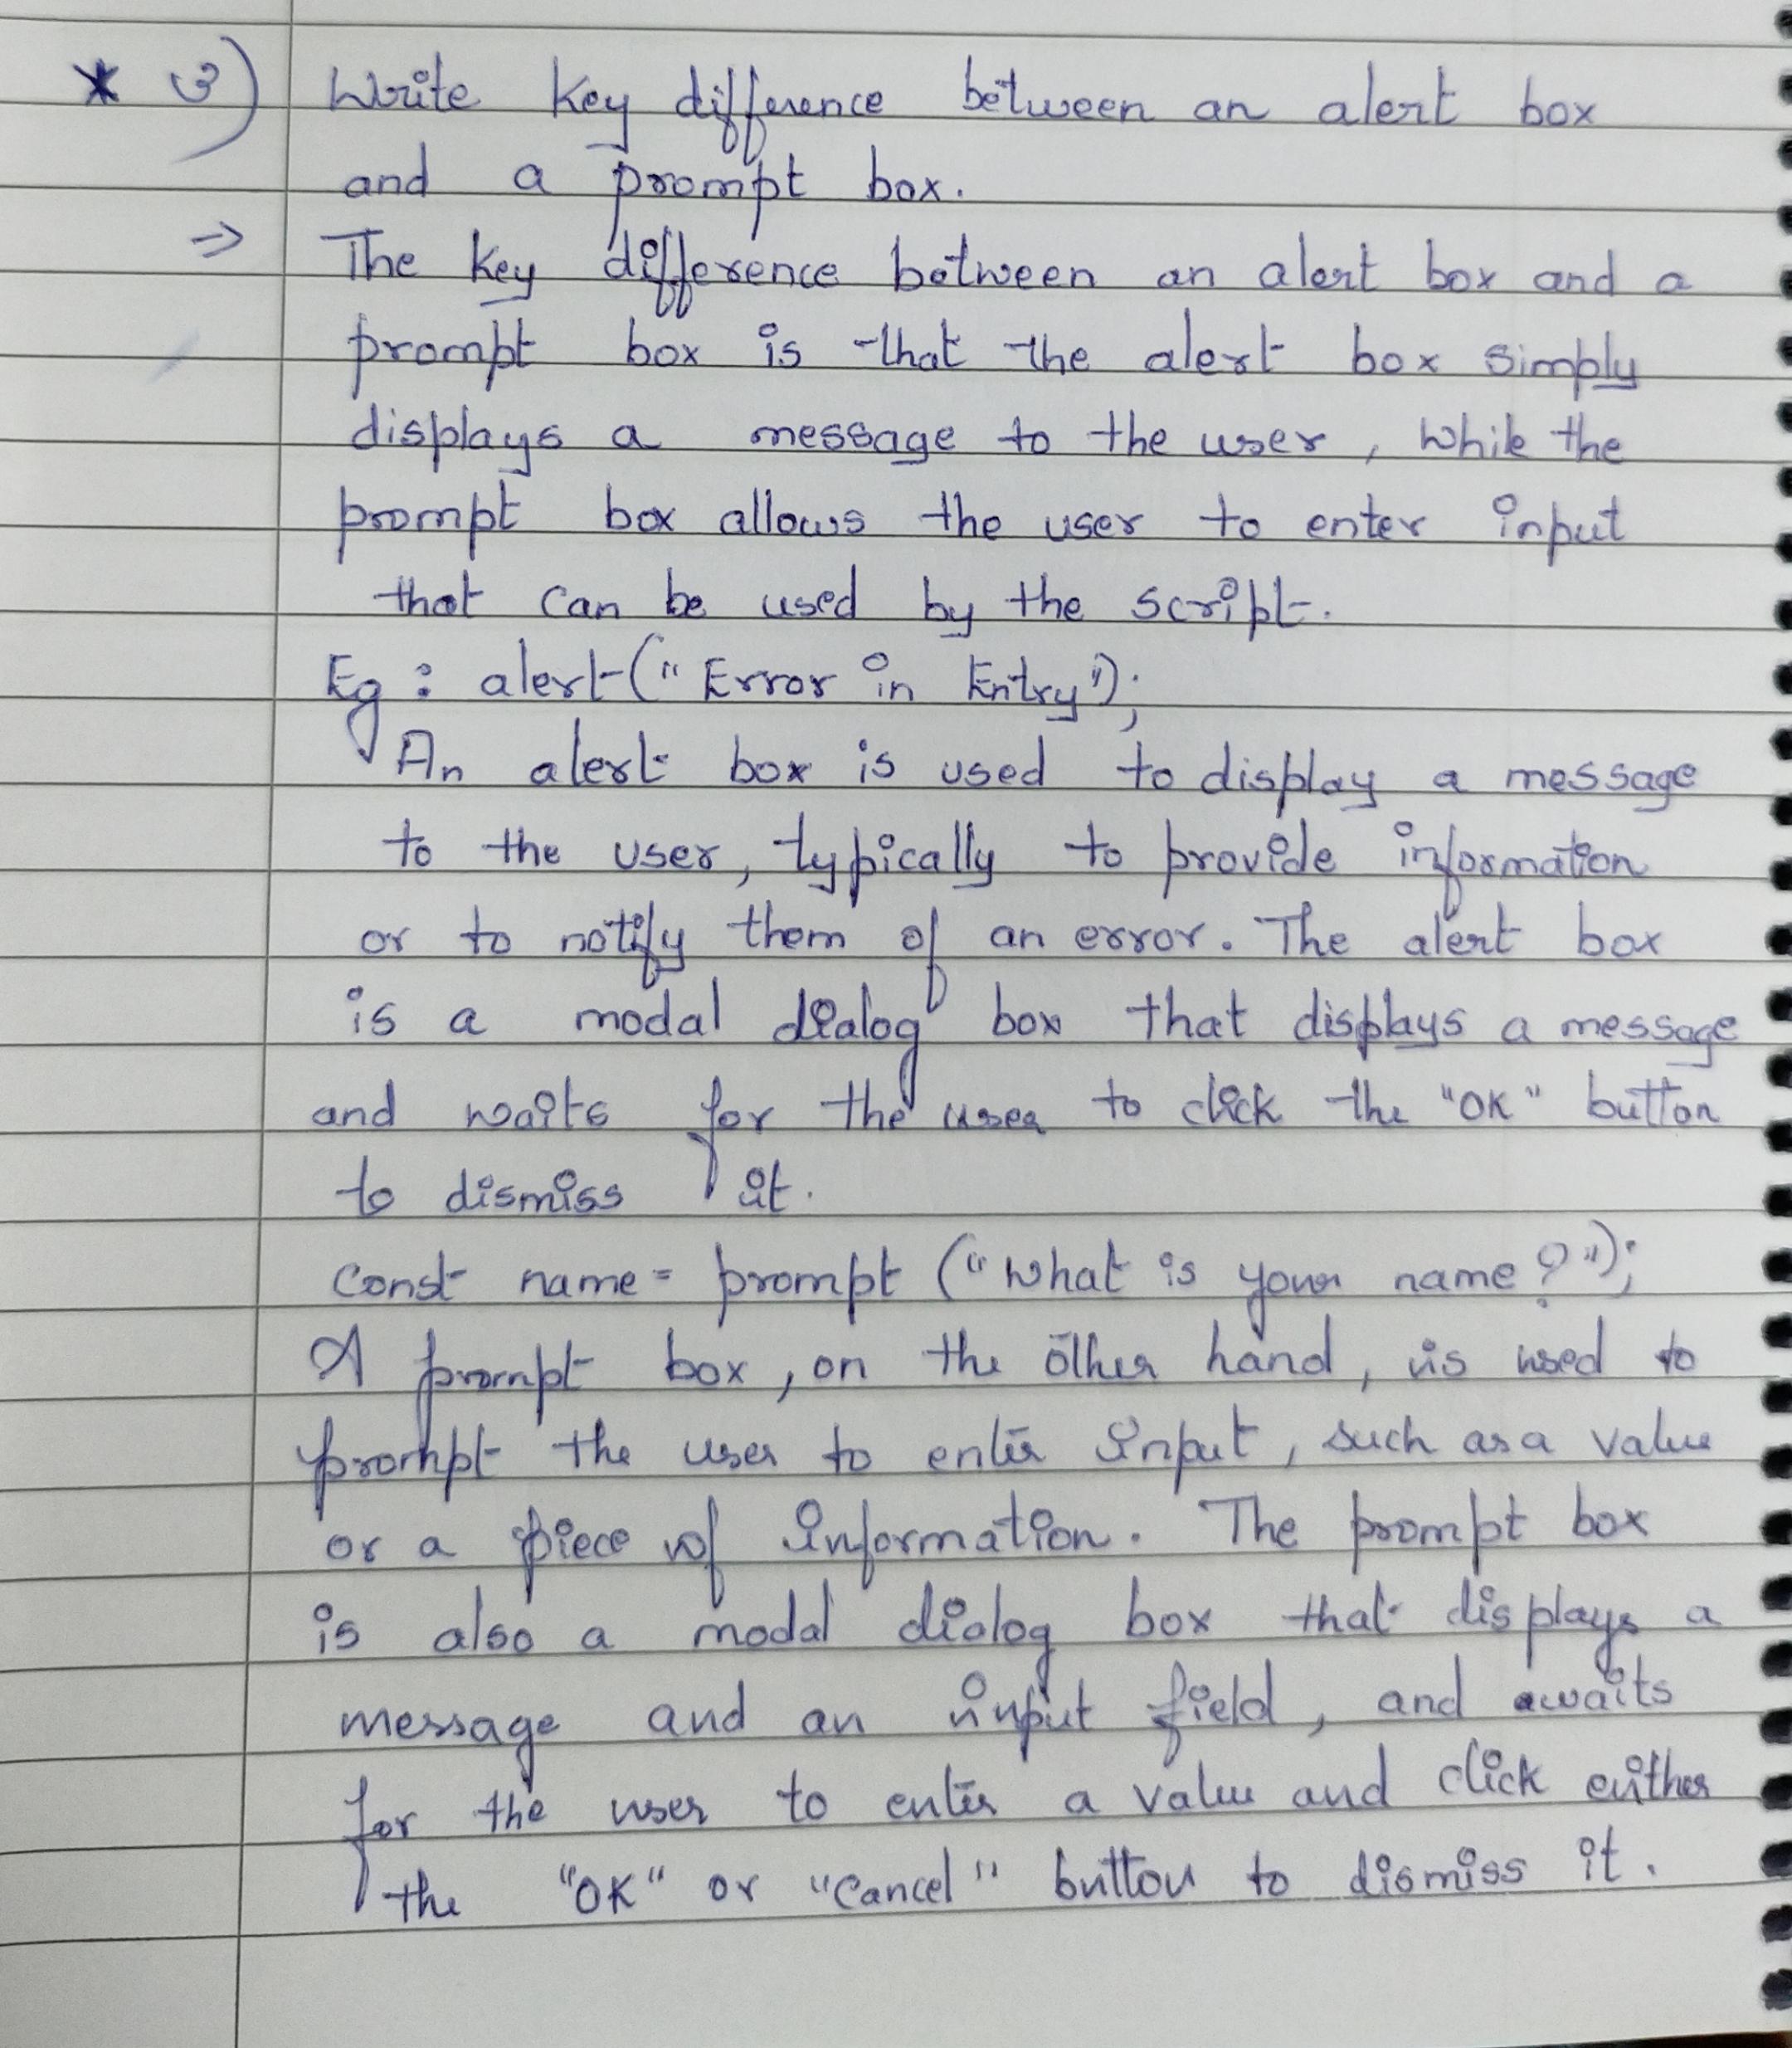 * 3) Write key difference between an alert box
and a prompt box.
⇒ The key difference between an alert box and a
prompt box is that the alert box simply
displays a message to the user, while the
prompt box allows the user to enter input
that can be used by the script.
Eg : alert("Error in Entry");
An alert box is used to display a message
to the user, typically to provide information
or to notify them of an error. The alert box
is a modal dialog box that displays a message
and waits for the user to click the "OK" button
to dismiss it.
Const name = prompt ("What is your name?");
A prompt box, on the other hand, is used to
prompt the user to enter input, such as a value
or a piece of information. The prompt box
is also a modal dialog box that displays a
message and an input field, and awaits
for the user to enter a value and click either
the "OK" or "Cancel" button to dismiss it.